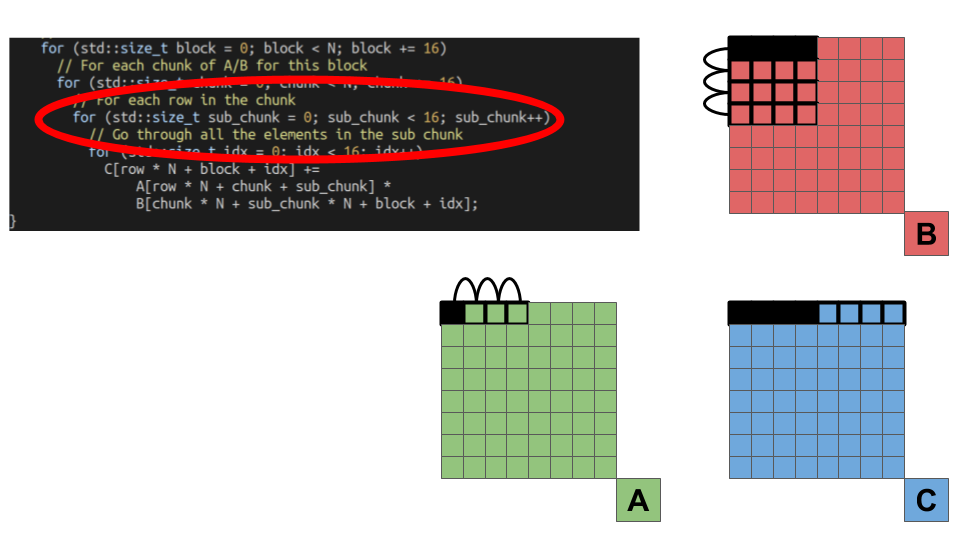 for (std::size_t block = 0; block < N; block += 16)
// For each chunk of A/B for this block
for (std::size_t chunk = 0; chunk < N; chunk += 16)
// For each row in the chunk
for (std::size_t sub_chunk = 0; sub_chunk < 16; sub_chunk++)
// Go through all the elements in the sub chunk
for (std::size_t idx = 0; idx < 16; idx++)
C[row * N + block + idx] +=
A[row * N + chunk + sub_chunk] *
B[chunk * N + sub_chunk * N + block + idx];
}
B
A
C